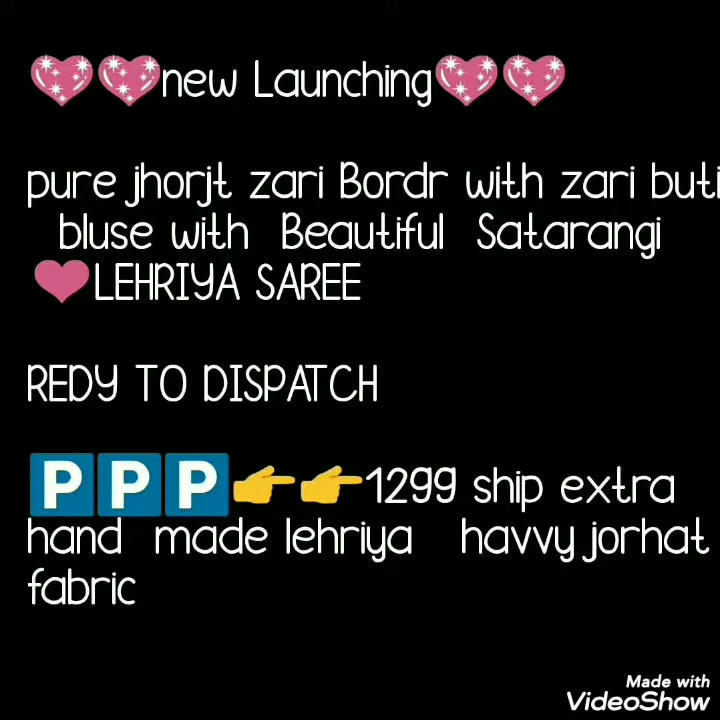 💖💖new Launching💖💖
pure jhorjt zari Bordr with zari buti
bluse with Beautiful Satarangi
❤LEHRIYA SAREE
REDY TO DISPATCH
🅿🅿🅿👉👉1299 ship extra
hand made lehriya havvy jorhat
fabric
Made with
VideoShow